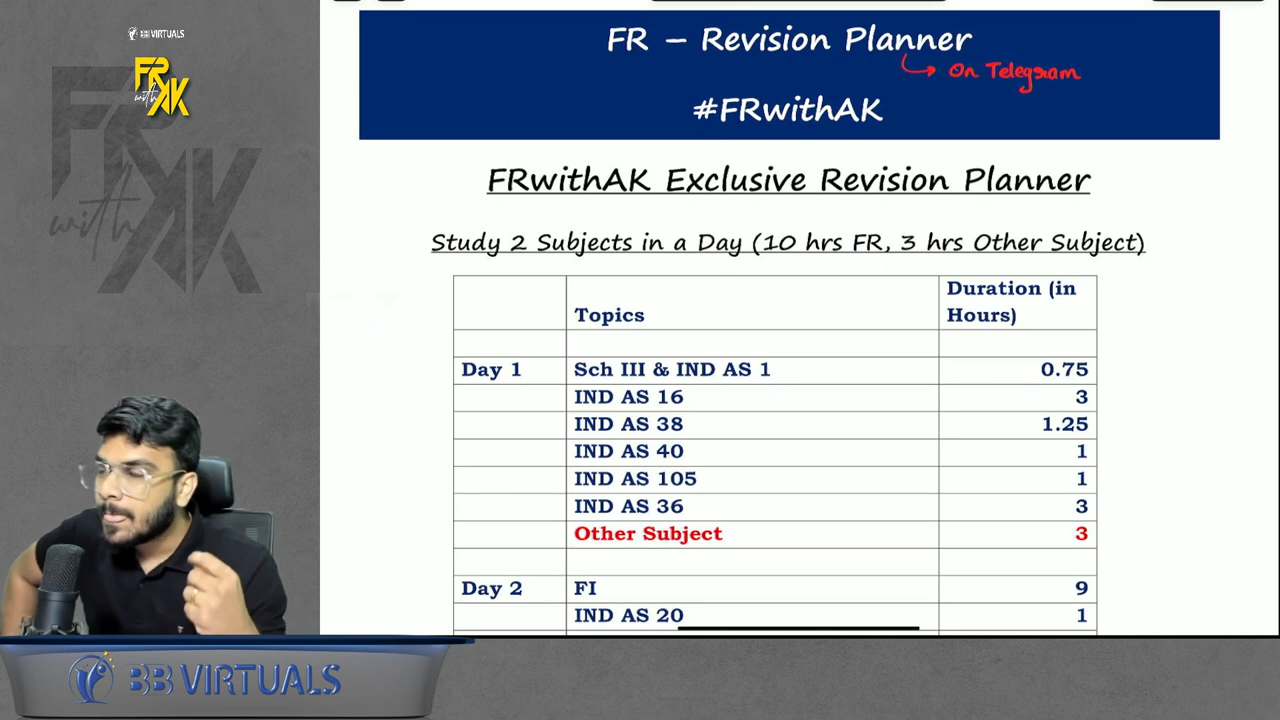 BB VIRTUALS
FR
with
AK
FR
with
AK
FR – Revision Planner
On Telegram
#FRwithAK
FRwithAK Exclusive Revision Planner
Study 2 Subjects in a Day (10 hrs FR, 3 hrs Other Subject)
Topics Duration (in Hours)
Day 1 Sch III & IND AS 1 0.75
IND AS 16 3
IND AS 38 1.25
IND AS 40 1
IND AS 105 1
IND AS 36 3
Other Subject 3
Day 2 FI 9
IND AS 20 1
BB VIRTUALS